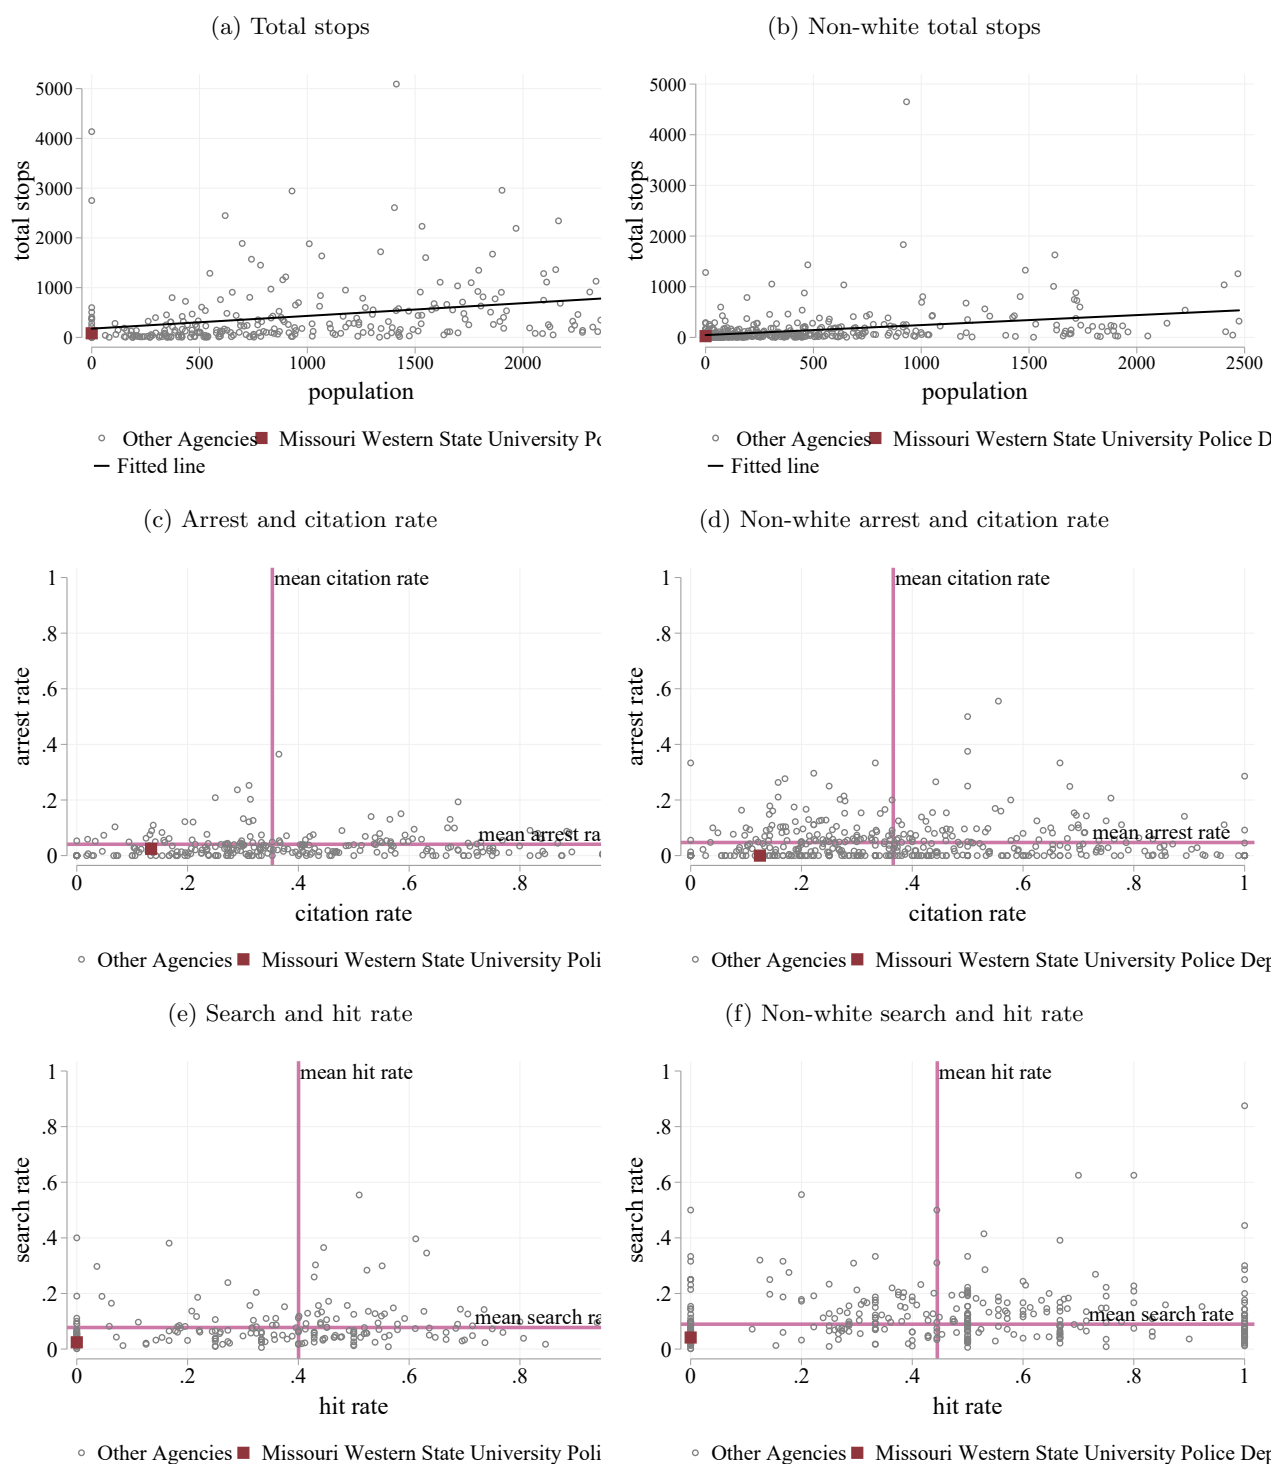 (a) Total stops
total stops
5000
4000
3000
2000
1000
0
0 500 1000 1500 2000
population
Other Agencies Missouri Western State University Po
Fitted line
(b) Non-white total stops
total stops
5000
4000
3000
2000
1000
0
0 500 1000 1500 2000 2500
population
Other Agencies Missouri Western State University Police D
Fitted line
(c) Arrest and citation rate
mean citation rate
arrest rate
1
.8
.6
.4
.2
0
mean arrest ra
0 .2 .4 .6 .8
citation rate
Other Agencies Missouri Western State University Poli
(d) Non-white arrest and citation rate
mean citation rate
arrest rate
1
.8
.6
.4
.2
0
mean arrest rate
0 .2 .4 .6 .8 1
citation rate
Other Agencies Missouri Western State University Police Dep
(e) Search and hit rate
mean hit rate
search rate
1
.8
.6
.4
.2
0
mean search ra
0 .2 .4 .6 .8
hit rate
Other Agencies Missouri Western State University Poli
(f) Non-white search and hit rate
mean hit rate
search rate
1
.8
.6
.4
.2
0
mean search rate
0 .2 .4 .6 .8 1
hit rate
Other Agencies Missouri Western State University Police Dep